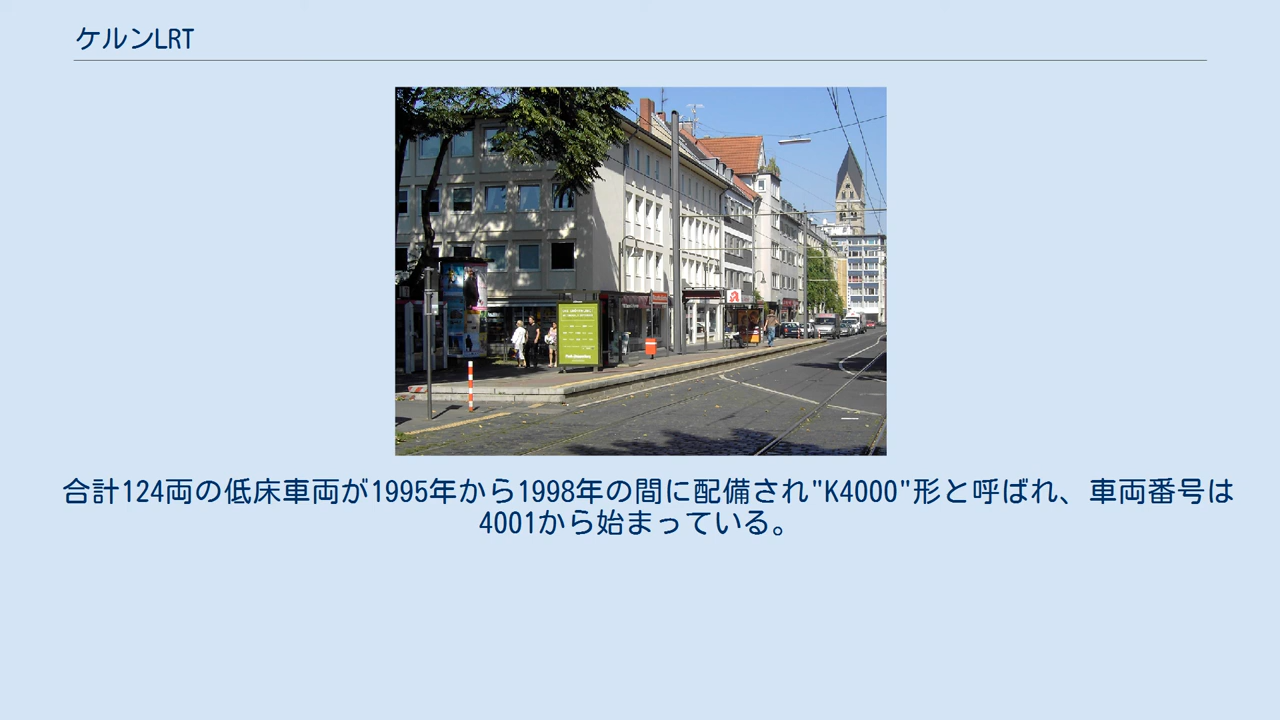 ケルンLRT
合計124両の低床車両が1995年から1998年の間に配備され"K4000"形と呼ばれ、車両番号は
4001から始まっている。